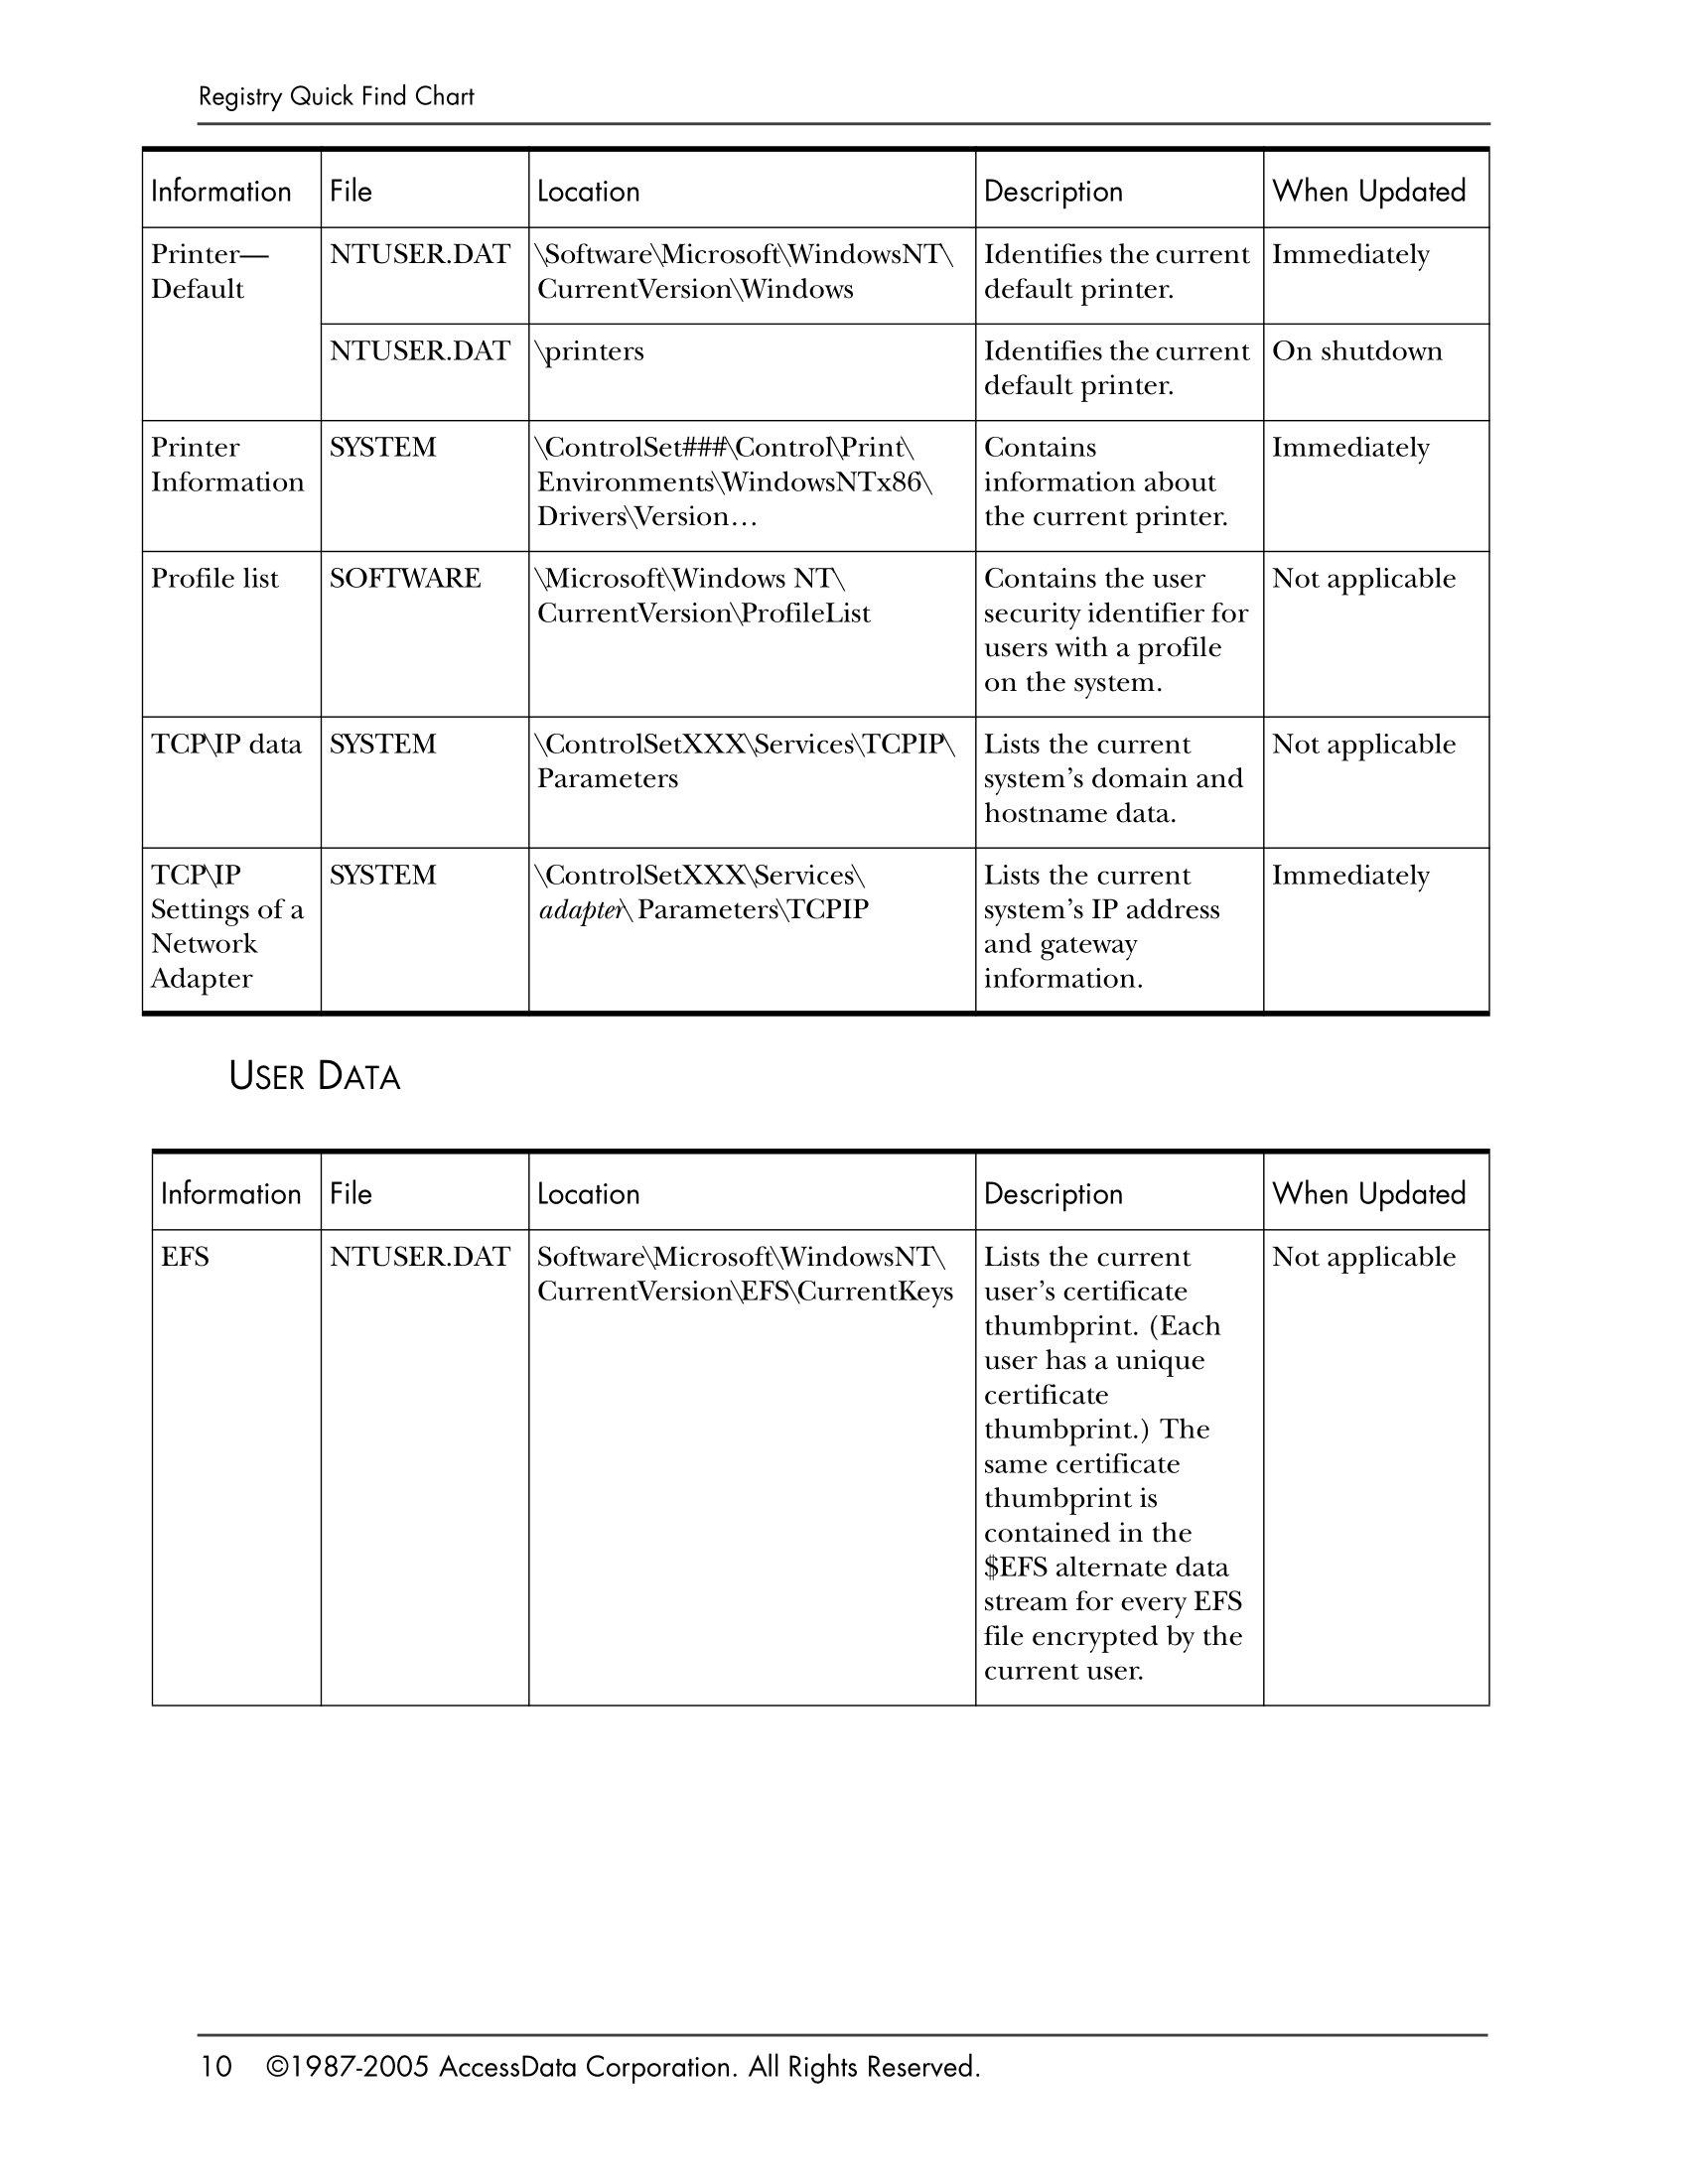 Registry Quick Find Chart
Information File Location Description When Updated
Printer— NTUSER.DAT \Software\Microsoft\WindowsNT\ Identifies the current Immediately
Default CurrentVersion\Windows default printer.
NTUSER.DAT \printers Identifies the current On shutdown
default printer.
Printer SYSTEM \ControlSet###\Control\Print\ Contains Immediately
Information Environments\WindowsNTx86\ information about
Drivers\Version… the current printer.
Profile list SOFTWARE \Microsoft\Windows NT\ Contains the user Not applicable
CurrentVersion\ProfileList security identifier for
users with a profile
on the system.
TCP\IP data SYSTEM \ControlSetXXX\Services\TCPIP\ Lists the current Not applicable
Parameters system’s domain and
hostname data.
TCP\IP SYSTEM \ControlSetXXX\Services\ Lists the current Immediately
Settings of a adapter\ Parameters\TCPIP system’s IP address
Network and gateway
Adapter information.
USER DATA
Information File Location Description When Updated
EFS NTUSER.DAT Software\Microsoft\WindowsNT\ Lists the current Not applicable
CurrentVersion\EFS\CurrentKeys user’s certificate
thumbprint. (Each
user has a unique
certificate
thumbprint.) The
same certificate
thumbprint is
contained in the
$EFS alternate data
stream for every EFS
file encrypted by the
current user.
10 ©1987-2005 AccessData Corporation. All Rights Reserved.